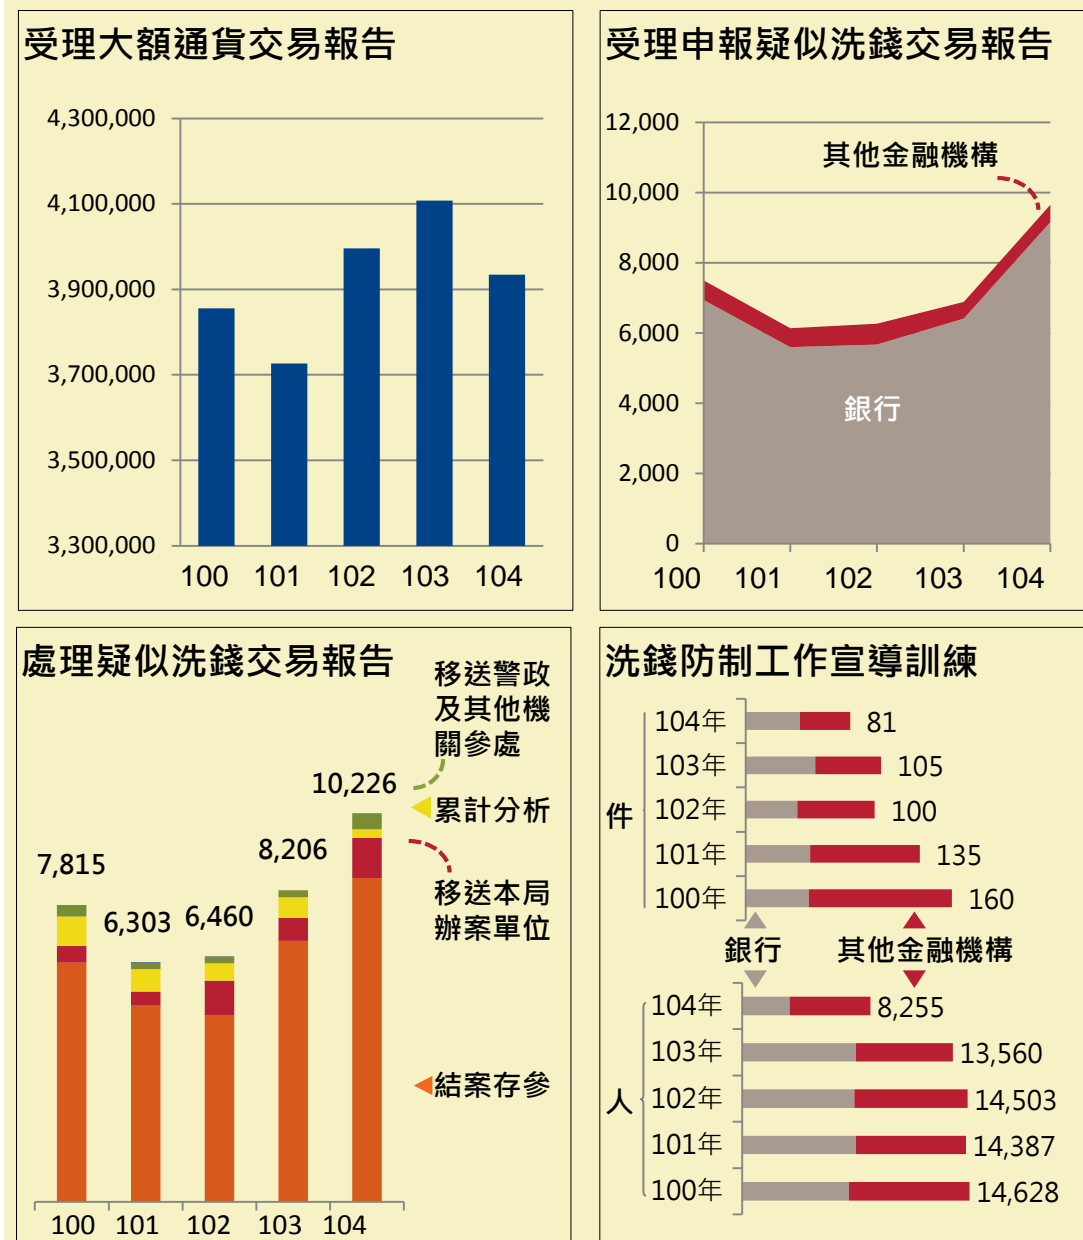 受理大額通貨交易報告
4,300,000
4,100,000
3,900,000
3,700,000
3,500,000
3,300,000
100 101 102 103 104
受理申報疑似洗錢交易報告
12,000
10,000
8,000
6,000
4,000
2,000
0
其他金融機構
銀行
100 101 102 103 104
處理疑似洗錢交易報告
移送警政
及其他機
關參處
累計分析
移送本局
辦案單位
結案存參
7,815
6,303
6,460
8,206
10,226
100 101 102 103 104
洗錢防制工作宣導訓練
件
104年 81
103年 105
102年 100
101年 135
100年 160
銀行 其他金融機構
人
104年 8,255
103年 13,560
102年 14,503
101年 14,387
100年 14,628